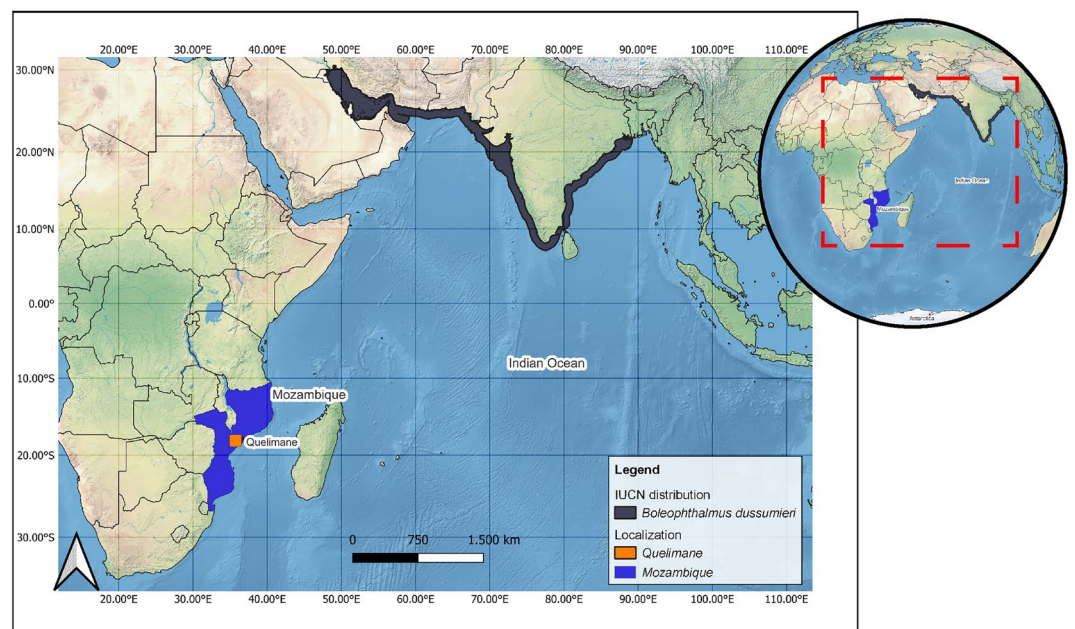 20.00°E 30.00°E 40.00°E 50.00°E 60.00°E 70.00°E 80.00°E 90.00°E 100.00°E 110.00°E
30.00°N
20.00°N
10.00°N
0.00°
10.00°S
20.00°S
30.00°S
Indian Ocean
Mozambique
Quelimane
0 750 1.500 km
Legend
IUCN distribution
Boleophthalmus dussumieri
Localization
Quelimane
Mozambique
20.00°E 30.00°E 40.00°E 50.00°E 60.00°E 70.00°E 80.00°E 90.00°E 100.00°E 110.00°E
Indian Ocean
Mozambique
Antarctica